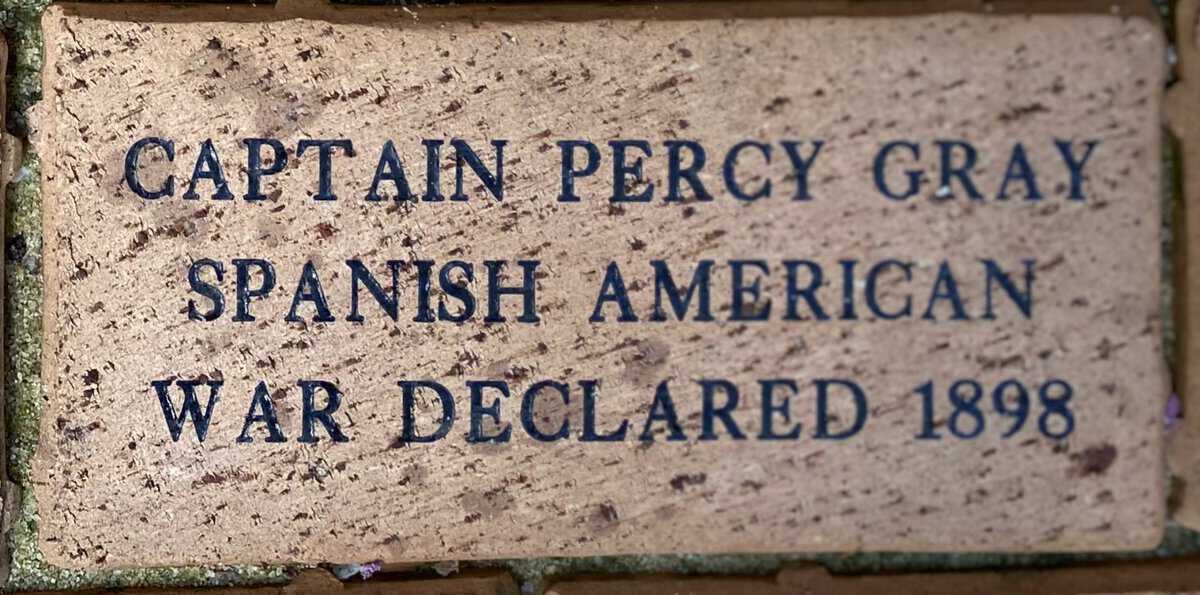 CAPTAIN PERCY GRAY
SPANISH AMERICAN
WAR DECLARED 1898